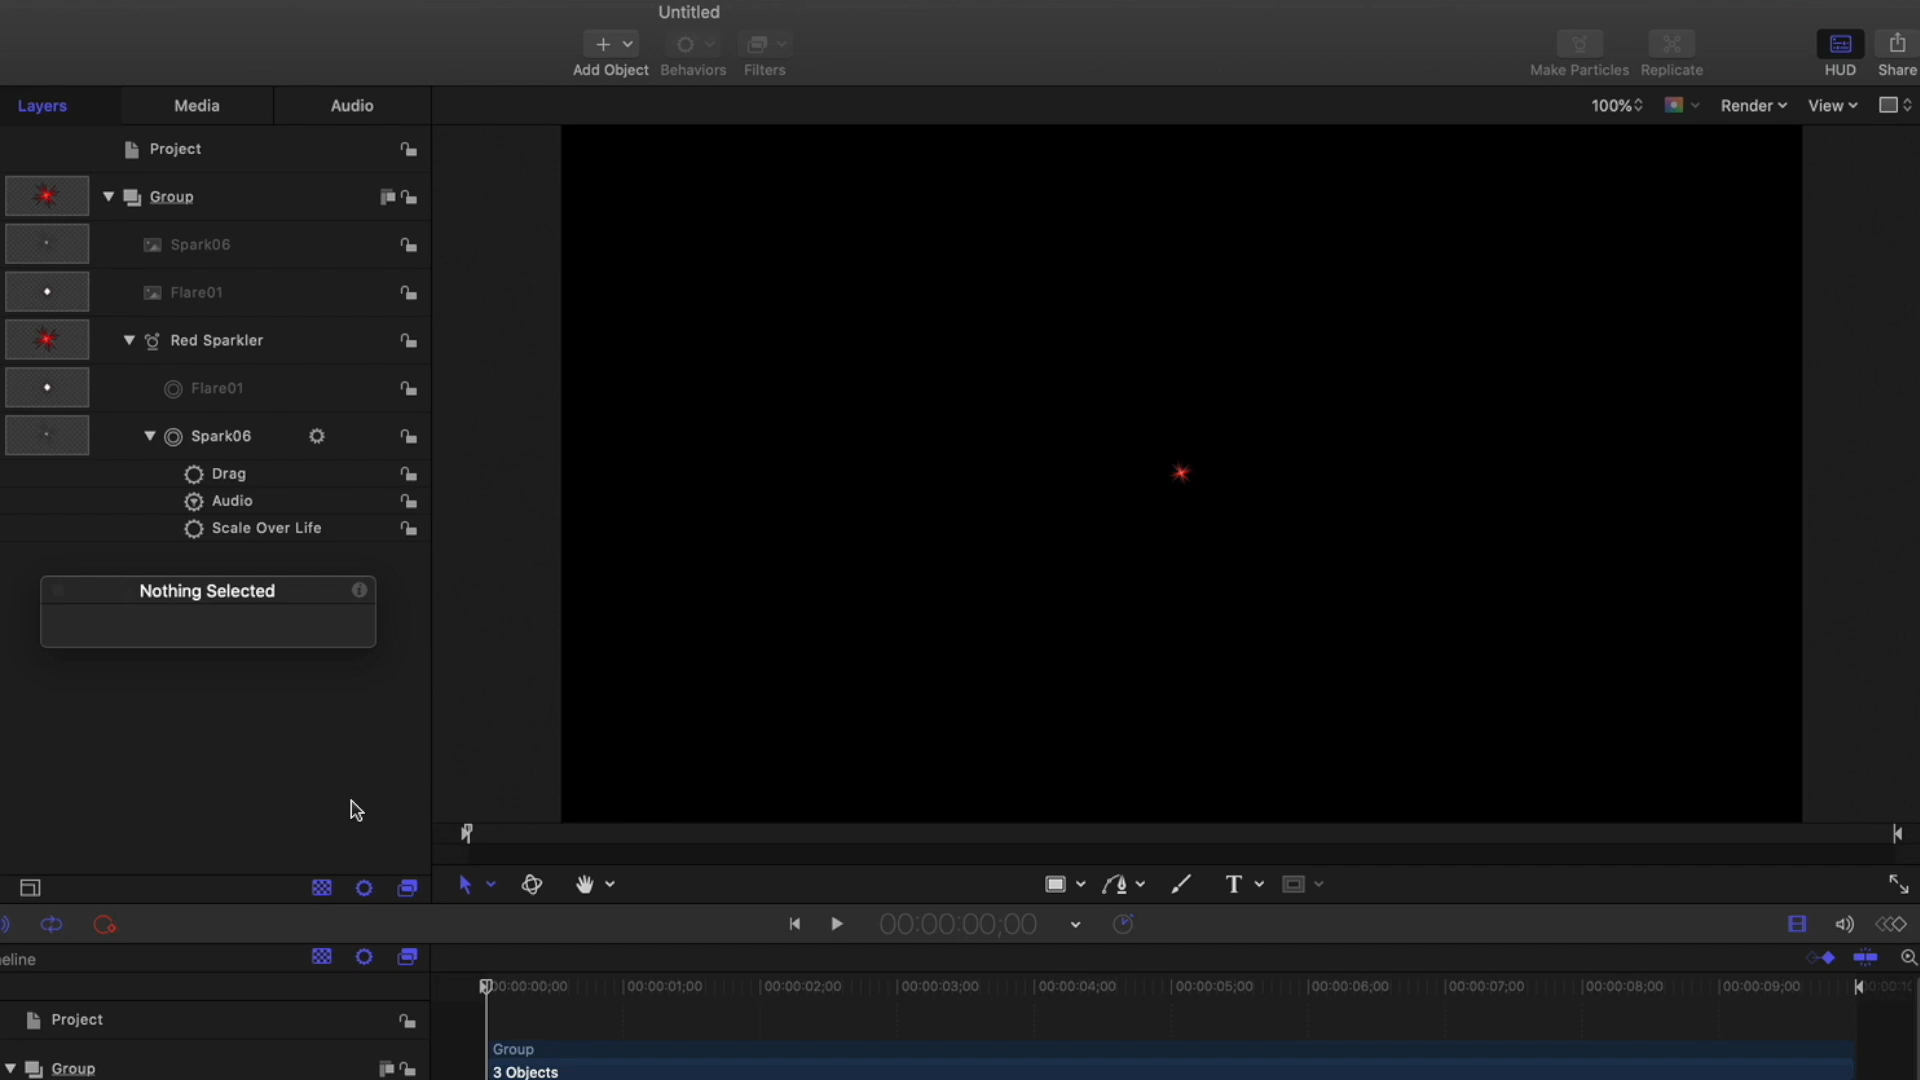 Untitled
Add Object
Behaviors
Filters
Make Particles
Replicate
HUD
Share
Layers
Media
Audio
100%
Render
View
Project
Group
Spark06
Flare01
Red Sparkler
Flare01
Spark06
Drag
Audio
Scale Over Life
Nothing Selected
T
00:00:00;00
eline
00:00:00;00
00:00:01;00
00:00:02;00
00:00:03;00
00:00:04;00
00:00:05;00
00:00:06;00
00:00:07;00
00:00:08;00
00:00:09;00
Project
Group
Group
3 Objects